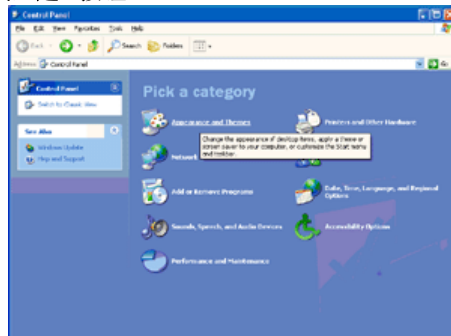 Control Panel
File Edit View Favorites Tools Help
Back Search Folders
Address Control Panel Go
Control Panel
Switch to Classic View
See Also
Windows Update
Help and Support
Pick a category
Appearance and Themes
Printers and Other Hardware
Change the appearance of desktop items, apply a theme or
screen saver to your computer, or customize the Start menu
and taskbar.
Network
Add or Remove Programs
Date, Time, Language, and Regional
Options
Sounds, Speech, and Audio Devices
Accessibility Options
Performance and Maintenance